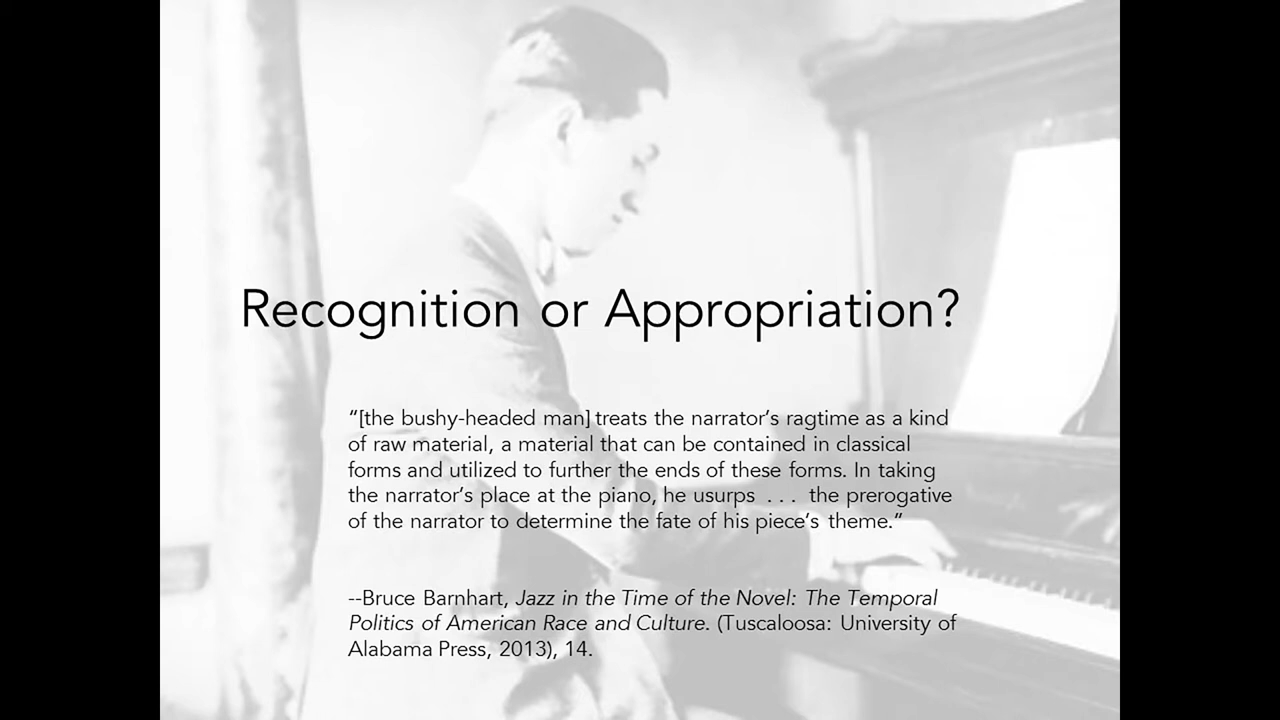 Recognition or Appropriation?
“[the bushy-headed man] treats the narrator’s ragtime as a kind
of raw material, a material that can be contained in classical
forms and utilized to further the ends of these forms. In taking
the narrator’s place at the piano, he usurps . . . the prerogative
of the narrator to determine the fate of his piece’s theme.”
--Bruce Barnhart, Jazz in the Time of the Novel: The Temporal
Politics of American Race and Culture. (Tuscaloosa: University of
Alabama Press, 2013), 14.